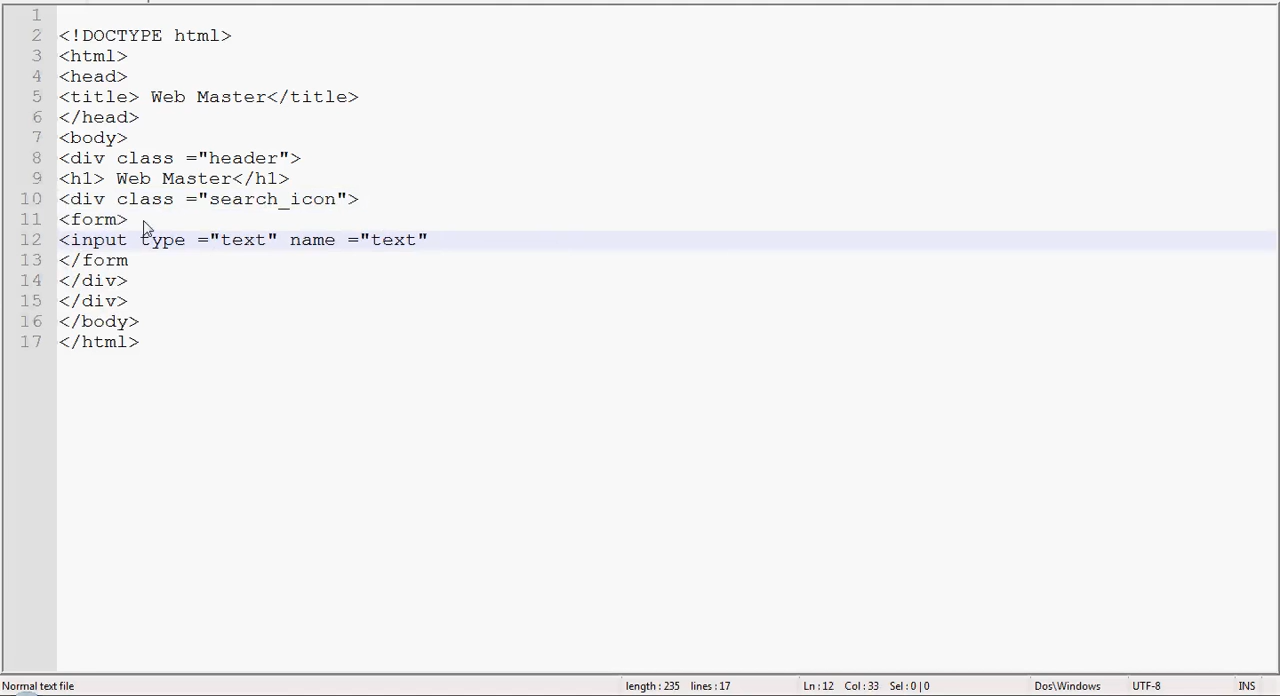 1
2 <!DOCTYPE html>
3 <html>
4 <head>
5 <title> Web Master</title>
6 </head>
7 <body>
8 <div class ="header">
9 <h1> Web Master</h1>
10 <div class ="search_icon">
11 <form>
12 <input type ="text" name ="text"
13 </form
14 </div>
15 </div>
16 </body>
17 </html>
Normal text file length : 235 lines : 17 Ln : 12 Col : 33 Sel : 0 | 0 Dos\Windows UTF-8 INS